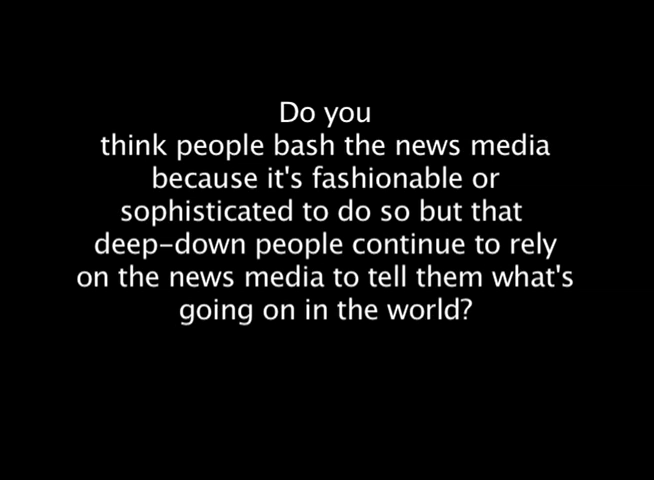 Do you
think people bash the news media
because it's fashionable or
sophisticated to do so but that
deep-down people continue to rely
on the news media to tell them what's
going on in the world?